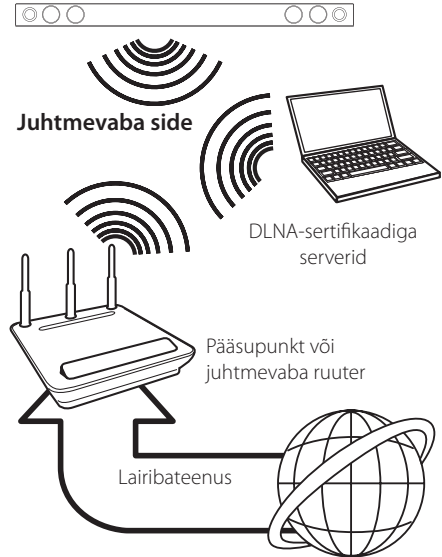 Juhtmevaba side
DLNA-sertifikaadiga
serverid
Pääsupunkt või
juhtmevaba ruuter
Lairibateenus